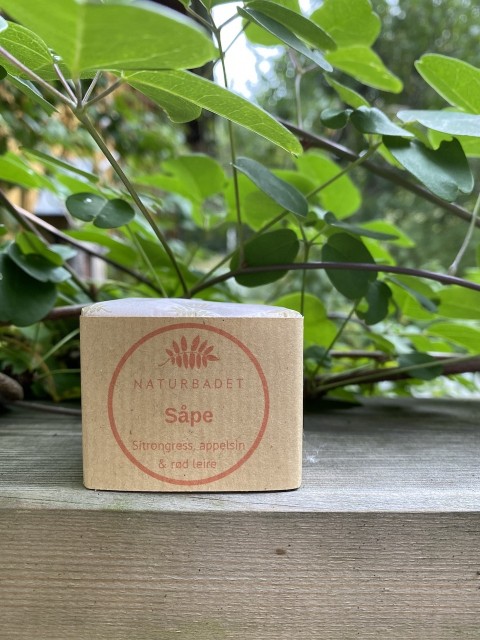 NATURBADET
Såpe
Sitrongress, appelsin
& rød leire